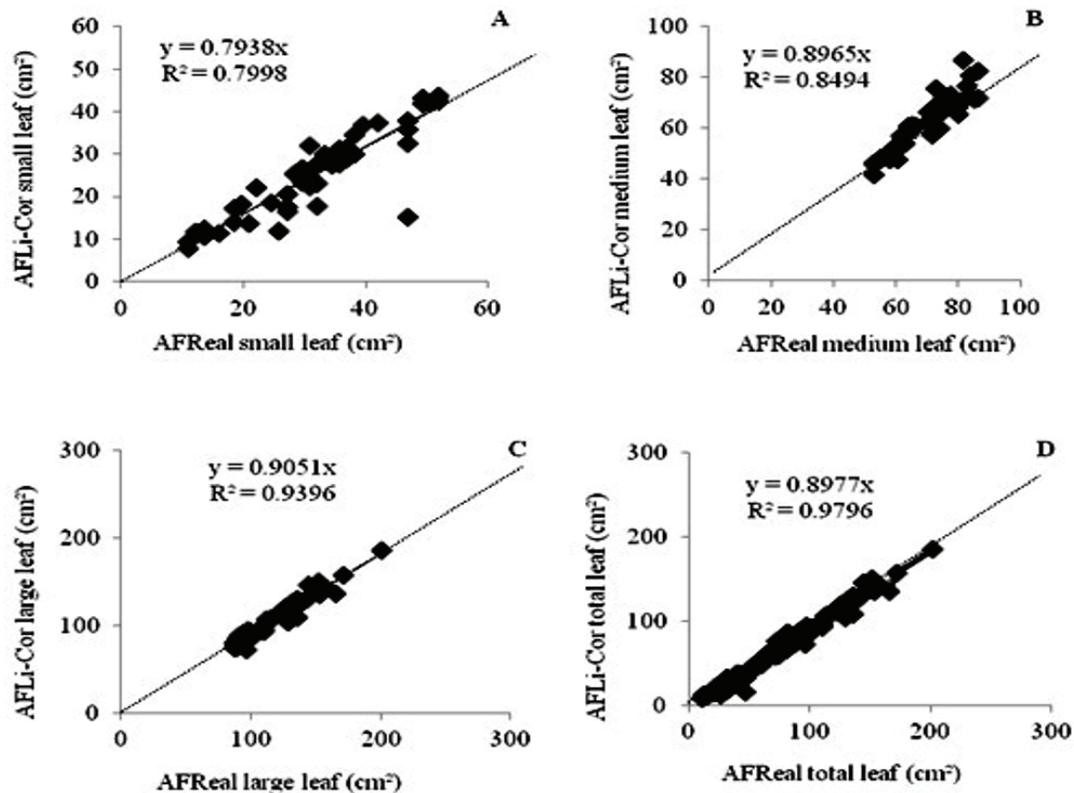 A
y = 0.7938x
R² = 0.7998
AFLi-Cor small leaf (cm²)
60
50
40
30
20
10
0
0 20 40 60
AFReal small leaf (cm²)
B
y = 0.8965x
R² = 0.8494
AFLi-Cor medium leaf (cm²)
100
80
60
40
20
0
0 20 40 60 80 100
AFReal medium leaf (cm²)
C
y = 0.9051x
R² = 0.9396
AFLi-Cor large leaf (cm²)
300
200
100
0
0 100 200 300
AFReal large leaf (cm²)
D
y = 0.8977x
R² = 0.9796
AFLi-Cor total leaf (cm²)
300
200
100
0
0 100 200 300
AFReal total leaf (cm²)